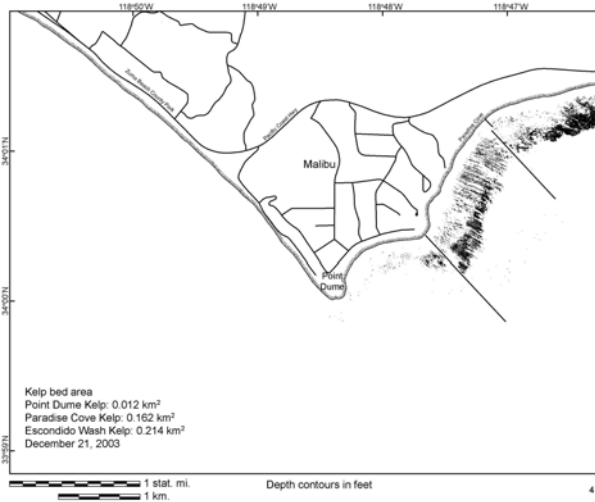 118°50'W 118°49'W 118°48'W 118°47'W
Zuma Beach County Park
Pacific Coast Hwy
Paradise Cove
34°01'N
Malibu
Point
Dume
34°00'N
Kelp bed area
Point Dume Kelp: 0.012 km²
Paradise Cove Kelp: 0.162 km²
Escondido Wash Kelp: 0.214 km²
December 21, 2003
33°59'N
1 stat. mi.
Depth contours in feet
1 km.
4